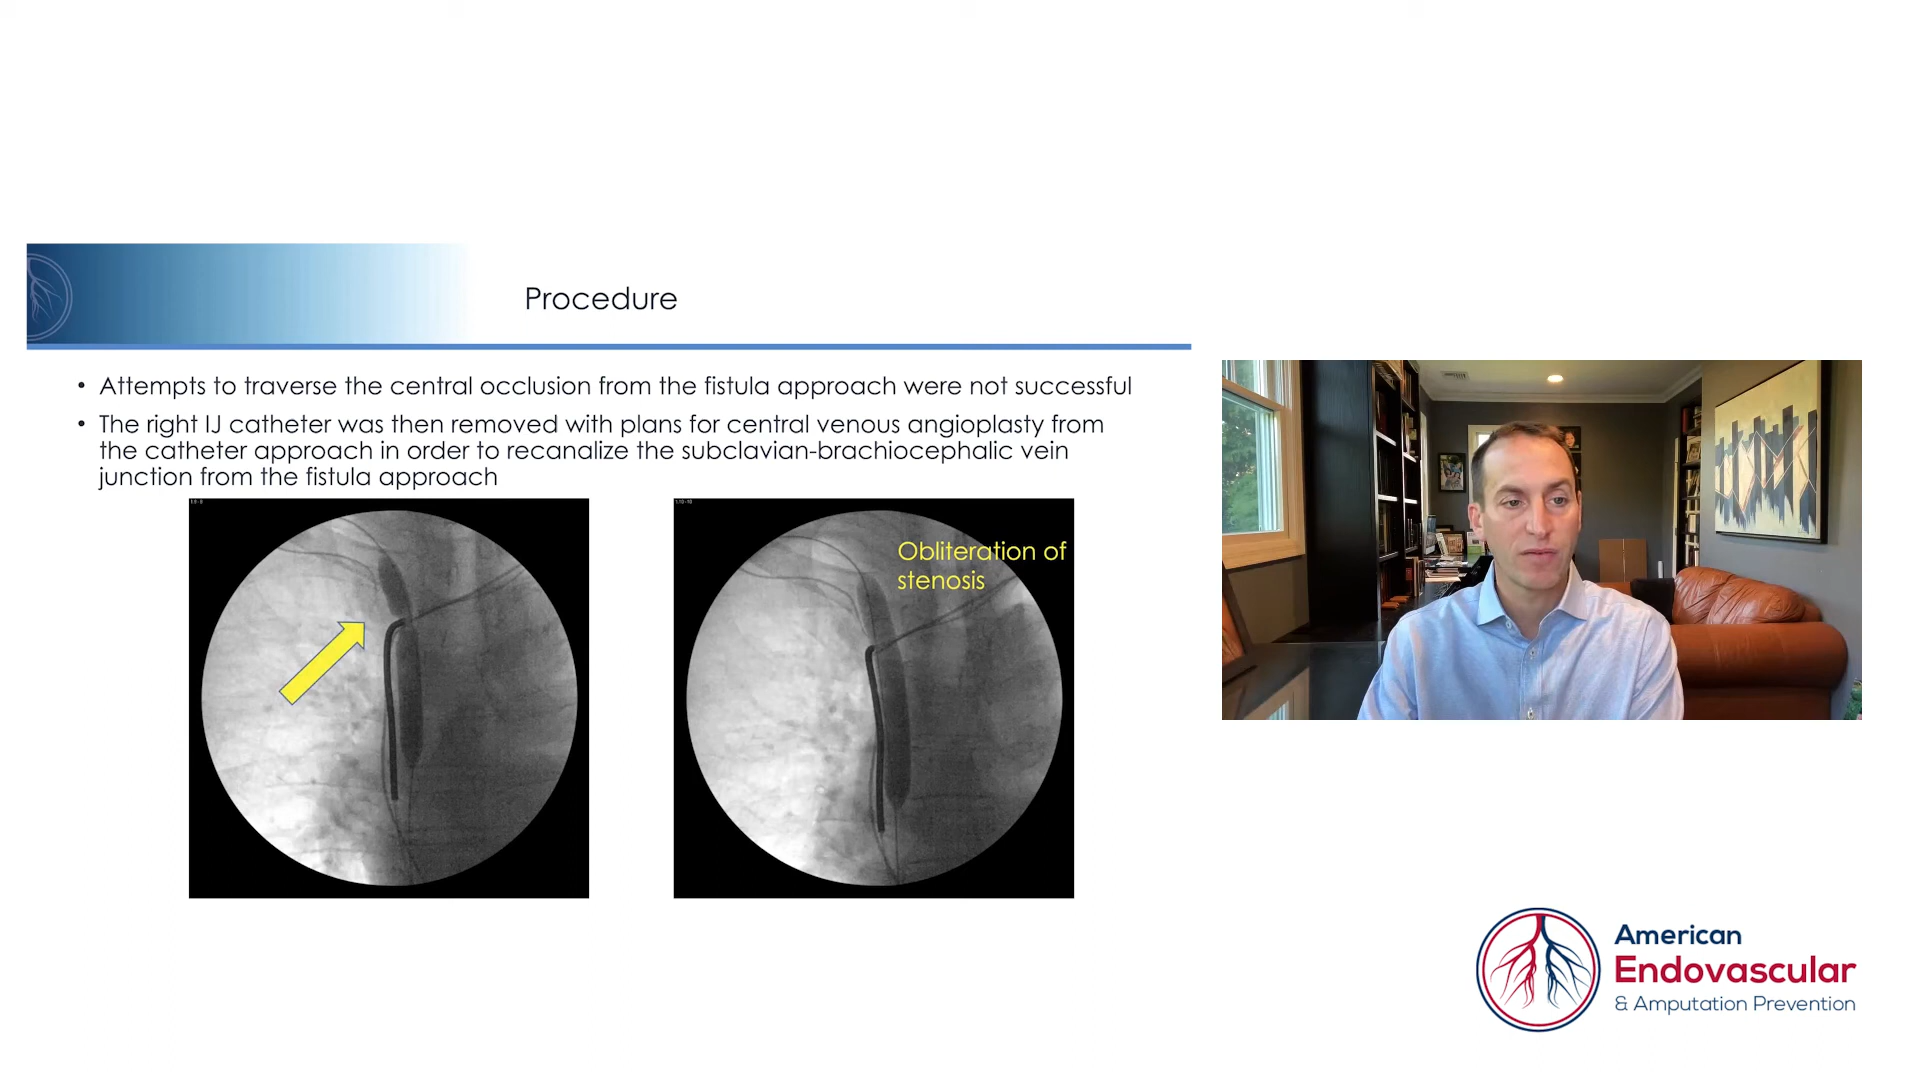 Procedure
• Attempts to traverse the central occlusion from the fistula approach were not successful
• The right IJ catheter was then removed with plans for central venous angioplasty from
the catheter approach in order to recanalize the subclavian-brachiocephalic vein
junction from the fistula approach
Obliteration of
stenosis
American
Endovascular
& Amputation Prevention